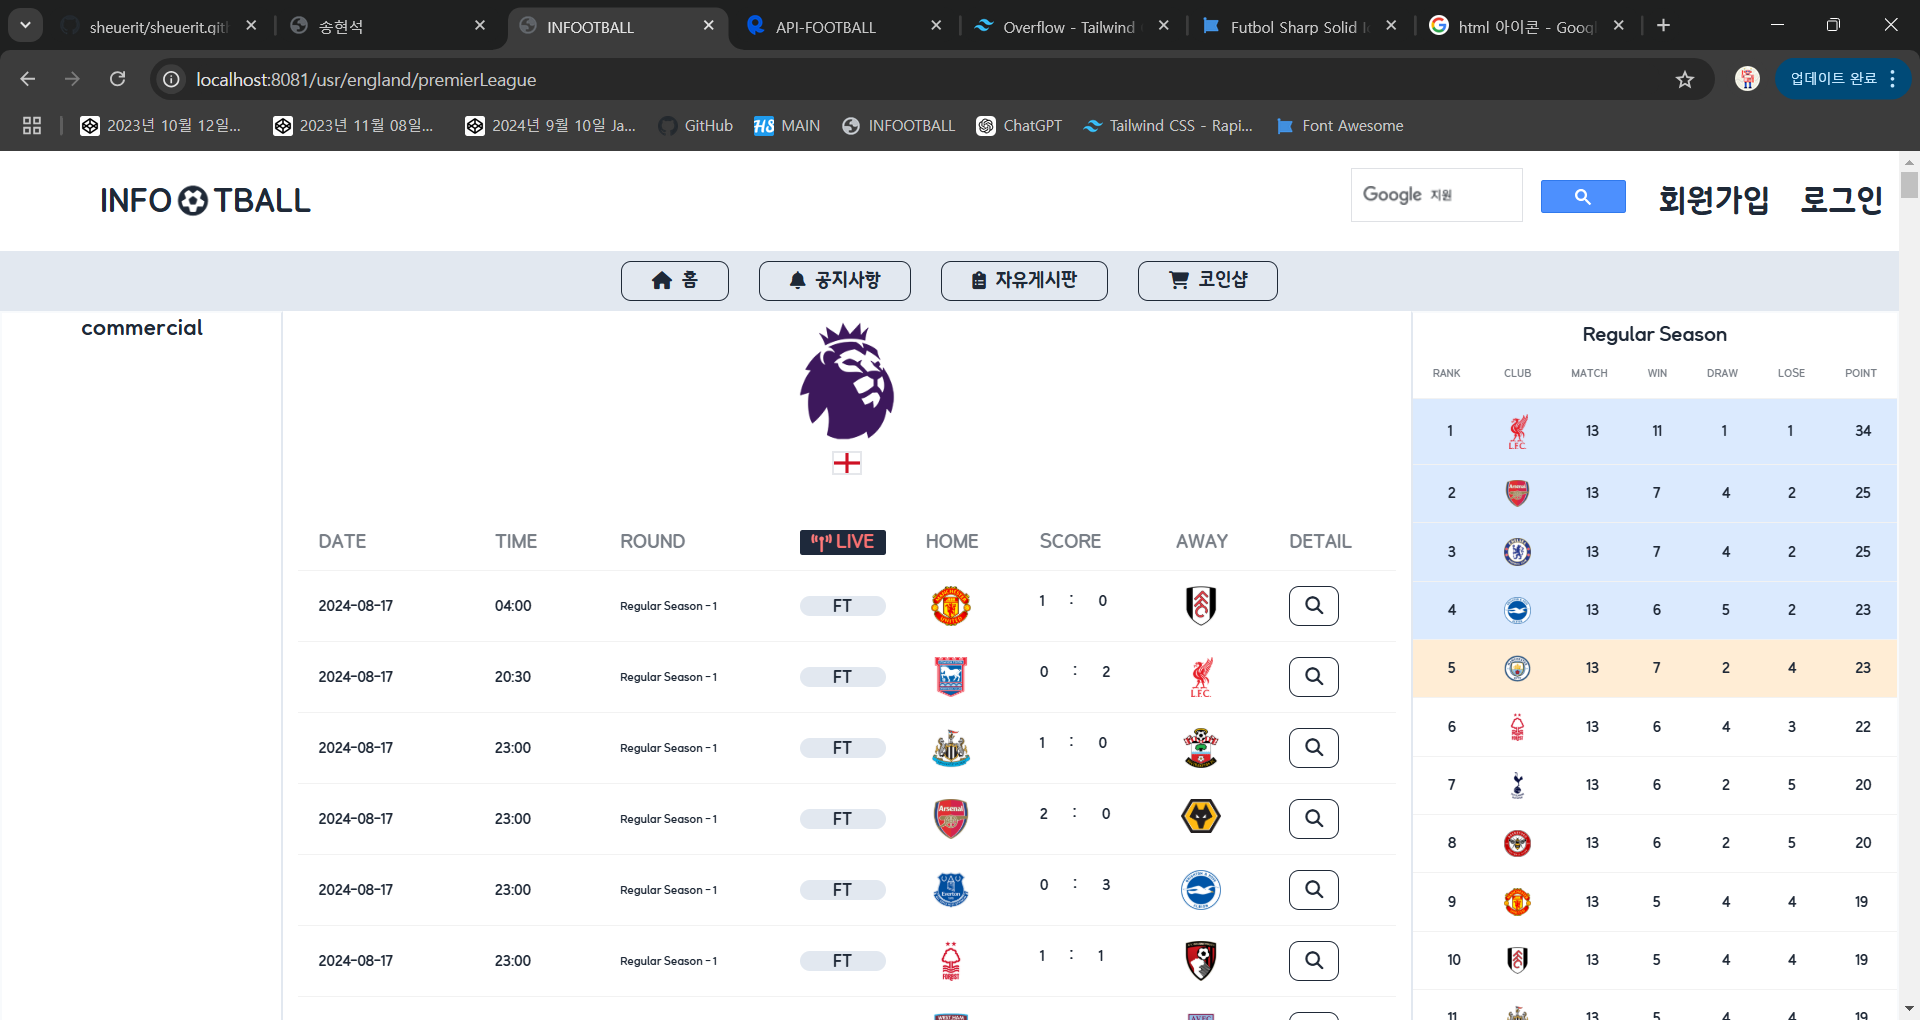 sheuerit/sheuerit.gith
송현석
INFOOTBALL
API-FOOTBALL
Overflow - Tailwind
Futbol Sharp Solid
html 아이콘 - Goog
localhost:8081/usr/england/premierLeague
업데이트 완료
2023년 10월 12일...
2023년 11월 08일...
2024년 9월 10일 Ja...
GitHub
HS MAIN
INFOOTBALL
ChatGPT
Tailwind CSS - Rapi...
Font Awesome
INFO TBALL
Google 지원
회원가입
로그인
홈
공지사항
자유게시판
코인샵
commercial
DATE TIME ROUND LIVE HOME SCORE AWAY DETAIL
2024-08-17 04:00 Regular Season - 1 FT 1 : 0
2024-08-17 20:30 Regular Season - 1 FT 0 : 2
2024-08-17 23:00 Regular Season - 1 FT 1 : 0
2024-08-17 23:00 Regular Season - 1 FT 2 : 0
2024-08-17 23:00 Regular Season - 1 FT 0 : 3
2024-08-17 23:00 Regular Season - 1 FT 1 : 1
Regular Season
RANK CLUB MATCH WIN DRAW LOSE POINT
1 L.F.C. 13 11 1 1 34
2 Arsenal 13 7 4 2 25
3 13 7 4 2 25
4 13 6 5 2 23
5 13 7 2 4 23
6 13 6 4 3 22
7 13 6 2 5 20
8 13 6 2 5 20
9 13 5 4 4 19
10 13 5 4 4 19
11 13 5 4 4 19